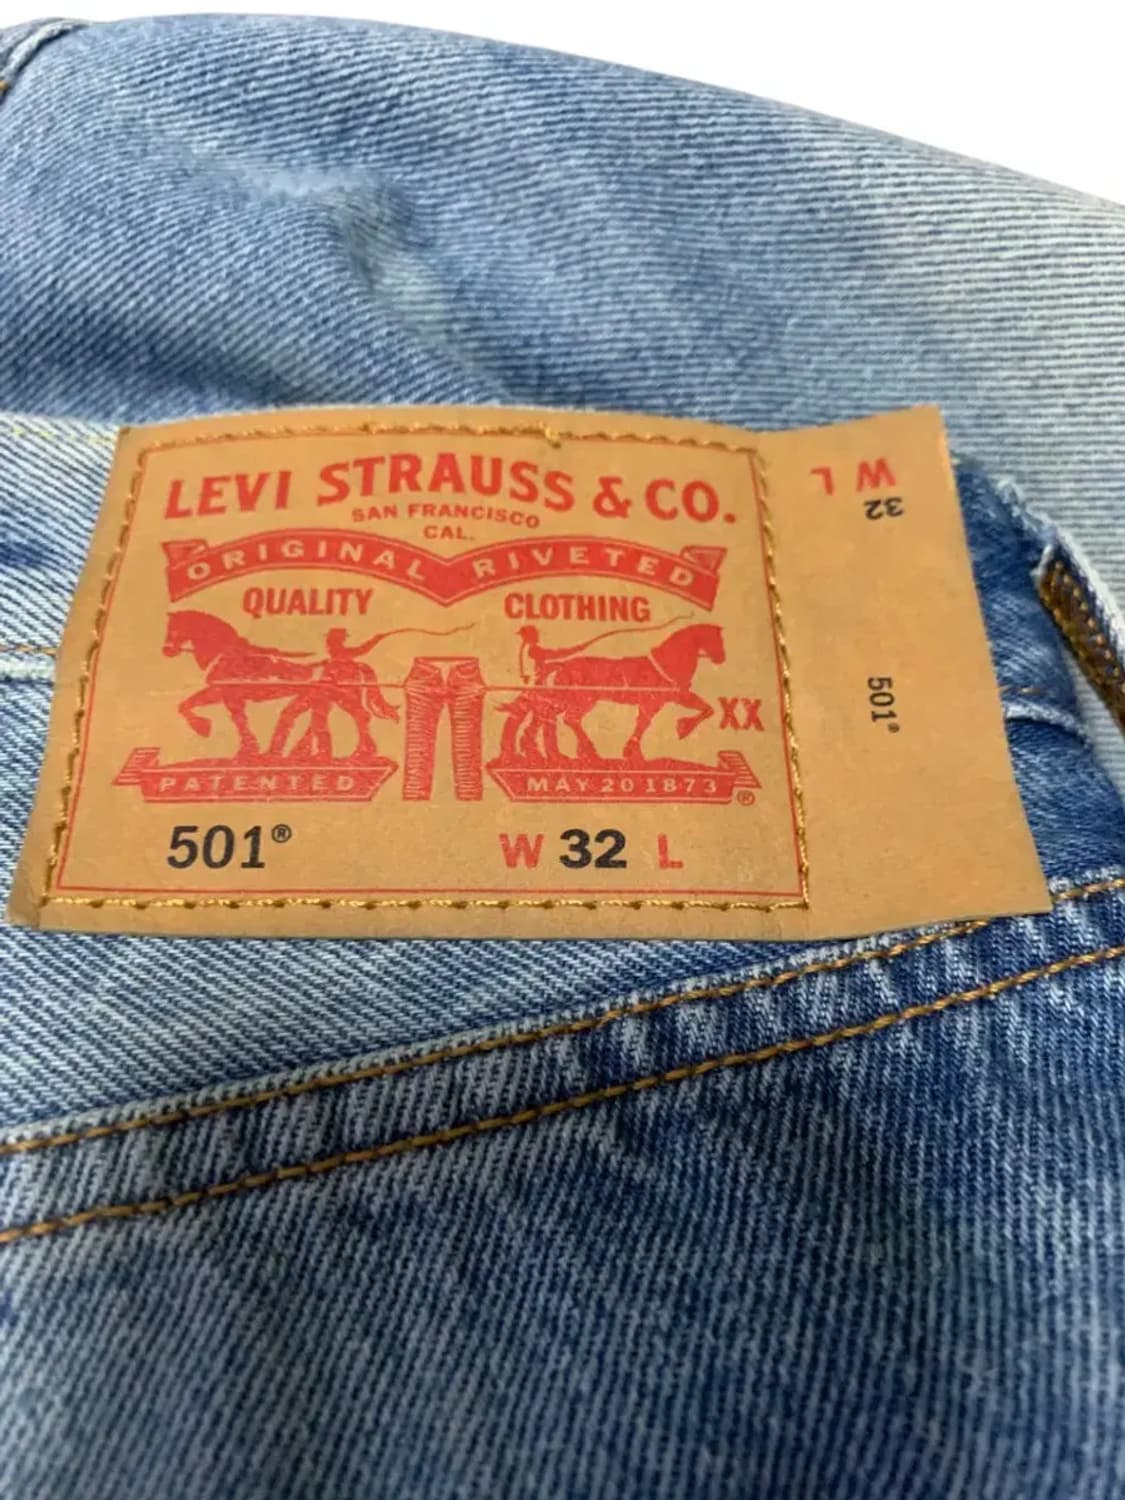 LEVI STRAUSS & CO.
SAN FRANCISCO
CAL.
ORIGINAL RIVETED
QUALITY CLOTHING
XX
PATENTED MAY 20 1873 ®
501® W 32 L
W L
32
501®